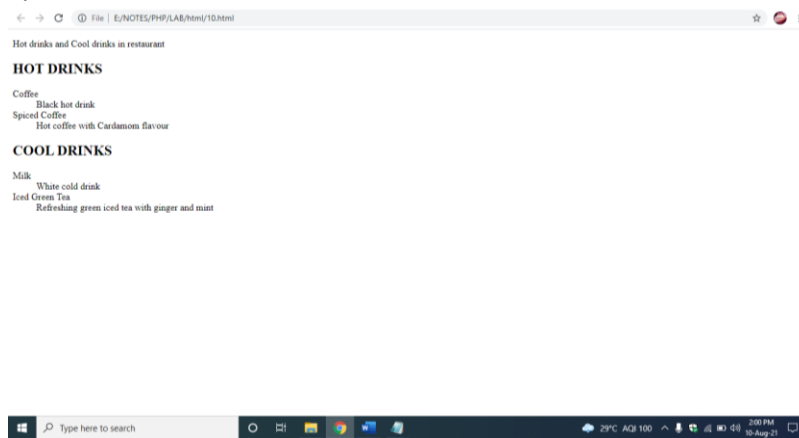 File | E:/NOTES/PHP/LAB/html/10.html
Hot drinks and Cool drinks in restaurant
HOT DRINKS
Coffee
Black hot drink
Spiced Coffee
Hot coffee with Cardamom flavour
COOL DRINKS
Milk
White cold drink
Iced Green Tea
Refreshing green iced tea with ginger and mint
Type here to search
29°C AQI 100
2:00 PM
10-Aug-21